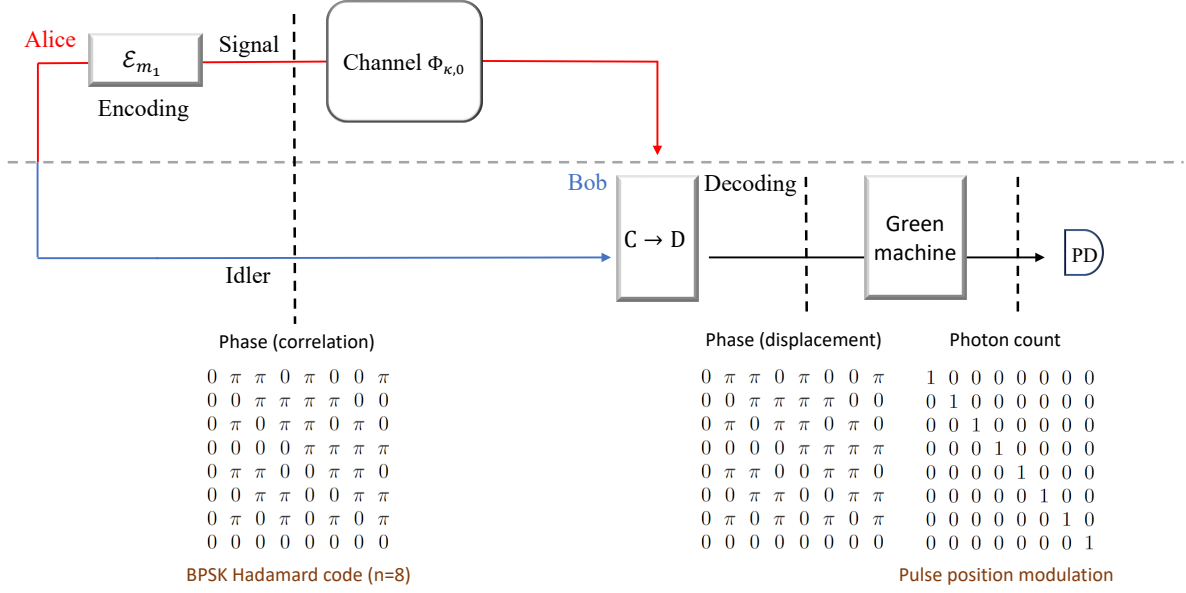 Alice
ℰ_{m_1}
Encoding
Signal
Channel Φ_{κ,0}
Bob
C → D
Decoding
Green
machine
PD
Idler
Phase (correlation)
0 π π 0 π 0 0 π
0 0 π π π π 0 0
0 π 0 π π 0 π 0
0 0 0 0 π π π π
0 π π 0 0 π π 0
0 0 π π 0 0 π π
0 π 0 π 0 π 0 π
0 0 0 0 0 0 0 0
BPSK Hadamard code (n=8)
Phase (displacement)
0 π π 0 π 0 0 π
0 0 π π π π 0 0
0 π 0 π π 0 π 0
0 0 0 0 π π π π
0 π π 0 0 π π 0
0 0 π π 0 0 π π
0 π 0 π 0 π 0 π
0 0 0 0 0 0 0 0
Photon count
1 0 0 0 0 0 0 0
0 1 0 0 0 0 0 0
0 0 1 0 0 0 0 0
0 0 0 1 0 0 0 0
0 0 0 0 1 0 0 0
0 0 0 0 0 1 0 0
0 0 0 0 0 0 1 0
0 0 0 0 0 0 0 1
Pulse position modulation